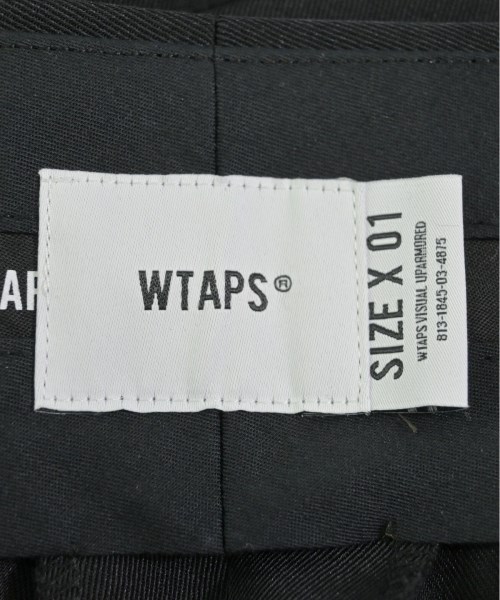 WTAPS®
SIZE X 01
WTAPS VISUAL UPARMORED
813-1845-03-4875